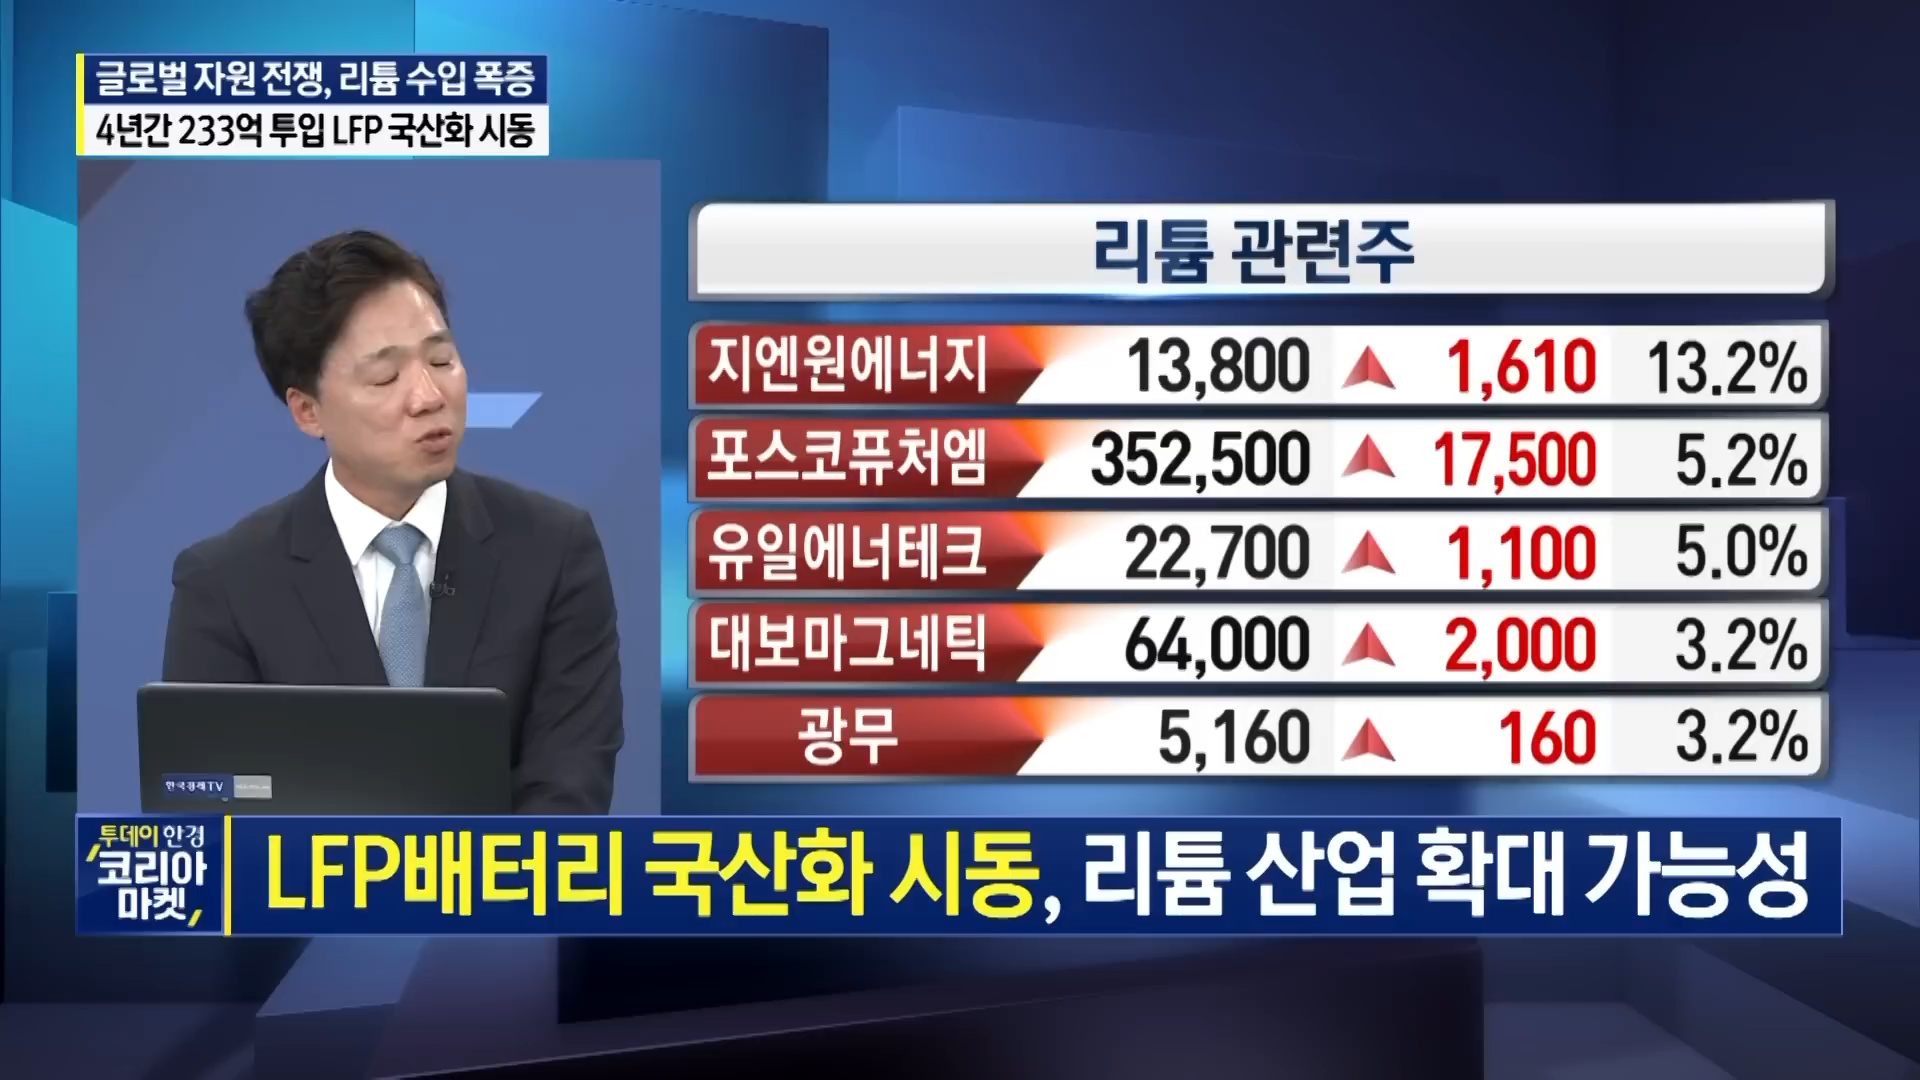 글로벌 자원 전쟁, 리튬 수입 폭증
4년간 233억 투입 LFP 국산화 시동
리튬 관련주
지엔원에너지 13,800 ▲ 1,610 13.2%
포스코퓨처엠 352,500 ▲ 17,500 5.2%
유일에너테크 22,700 ▲ 1,100 5.0%
대보마그네틱 64,000 ▲ 2,000 3.2%
광무 5,160 ▲ 160 3.2%
한국경제TV
투데이 한경
코리아
마켓
LFP배터리 국산화 시동, 리튬 산업 확대 가능성